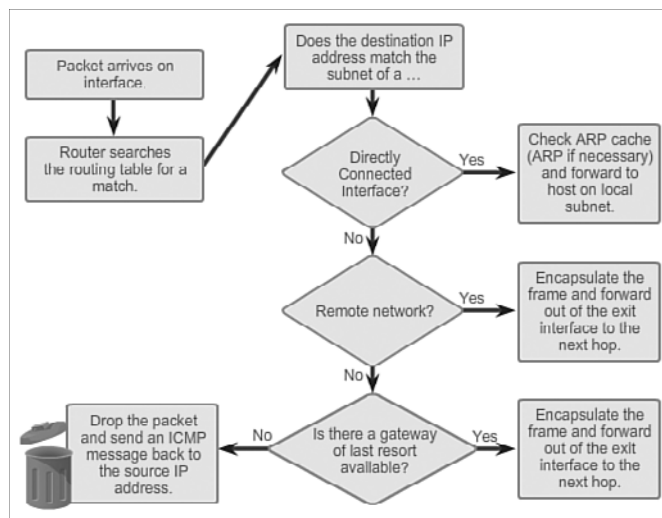 Packet arrives on
interface.
Router searches
the routing table for a
match.
Does the destination IP
address match the
subnet of a ...
Directly
Connected
Interface?
Yes
Check ARP cache
(ARP if necessary)
and forward to
host on local
subnet.
No
Remote network?
Yes
Encapsulate the
frame and forward
out of the exit
interface to the
next hop.
No
Is there a gateway
of last resort
available?
Yes
Encapsulate the
frame and forward
out of the exit
interface to the
next hop.
No
Drop the packet
and send an ICMP
message back to
the source IP
address.